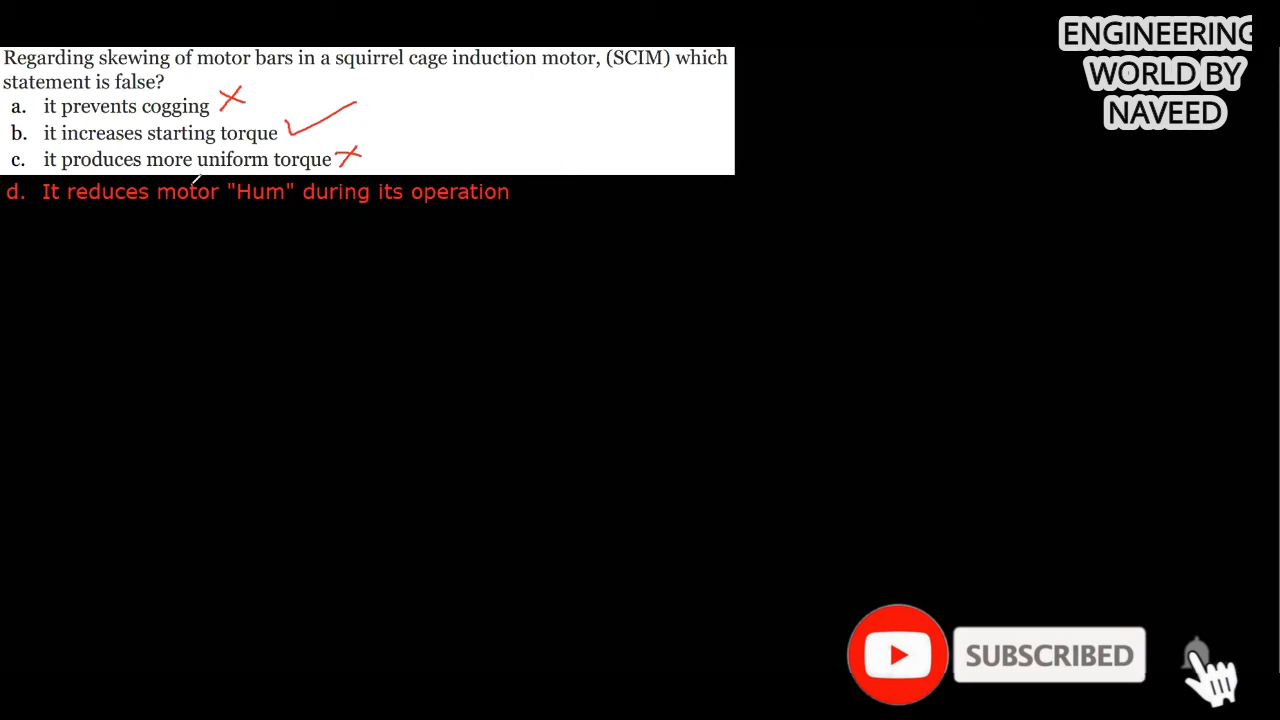 ENGINEERING
WORLD BY
NAVEED
Regarding skewing of motor bars in a squirrel cage induction motor, (SCIM) which
statement is false?
a. it prevents cogging
b. it increases starting torque
c. it produces more uniform torque
d. It reduces motor "Hum" during its operation
SUBSCRIBED